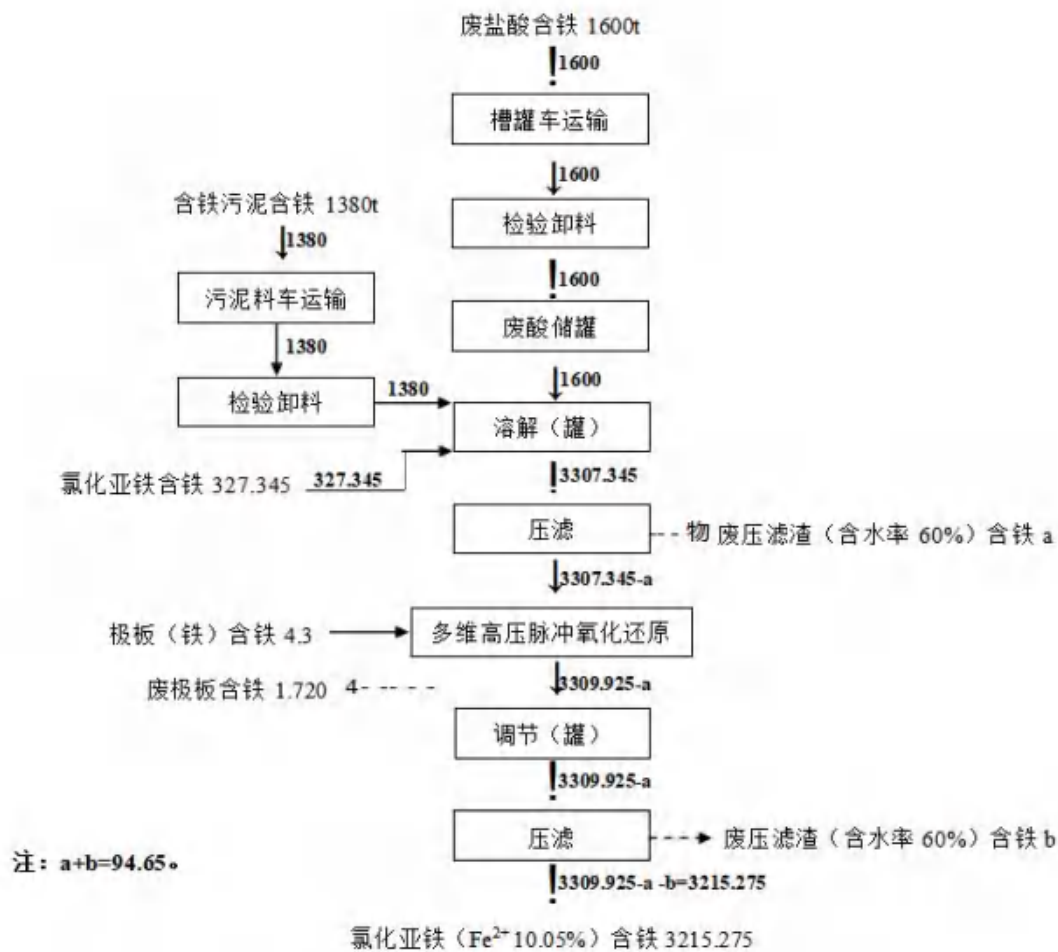 废盐酸含铁 1600t
1600
槽罐车运输
1600
含铁污泥含铁 1380t
检验卸料
1380
1600
污泥料车运输
废酸储罐
1380
1600
检验卸料
1380
溶解（罐）
氯化亚铁含铁 327.345
327.345
3307.345
压滤
物 废压滤渣（含水率 60%）含铁 a
3307.345-a
极板（铁）含铁 4.3
多维高压脉冲氧化还原
废极板含铁 1.720
4
3309.925-a
调节（罐）
3309.925-a
压滤
废压滤渣（含水率 60%）含铁 b
注：a+b=94.65。
3309.925-a -b=3215.275
氯化亚铁（Fe²⁺ 10.05%）含铁 3215.275